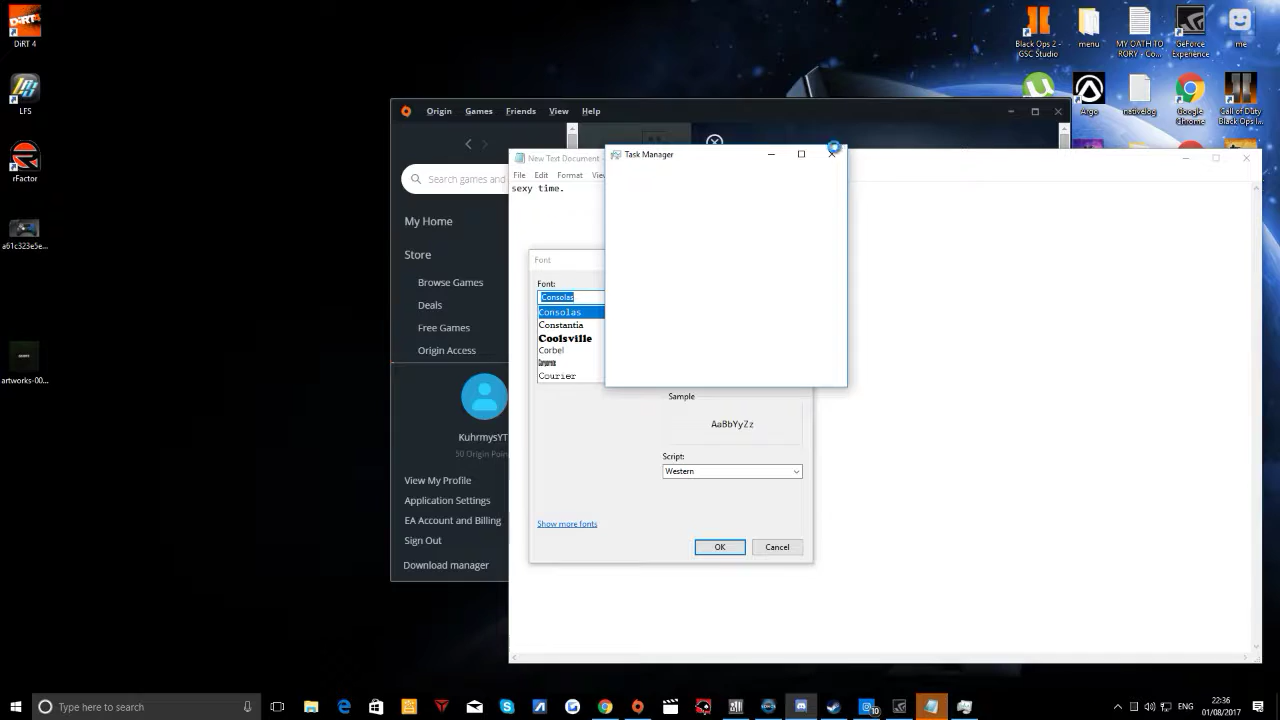 DiRT 4
LFS
rFactor
a61c323e5e...
artworks-00...
Black Ops 2 -
GSC Studio
menu
MY OATH TO
RORY - Co...
GeForce
Experience
me
Argo
nativelog
Google
Chrome
Call of Duty
Black Ops I...
Origin Games Friends View Help
Search games and
My Home
Store
Browse Games
Deals
Free Games
Origin Access
KuhrmysYT
50 Origin Poin
View My Profile
Application Settings
EA Account and Billing
Sign Out
Download manager
New Text Document -
File Edit Format Vie
sexy time.
Task Manager
Font
Font:
Consolas
Consolas
Constantia
Coolsville
Corbel
Courier
Sample
AaBbYyZz
Script:
Western
Show more fonts
OK Cancel
Type here to search
10
ENG
22:36
01/08/2017